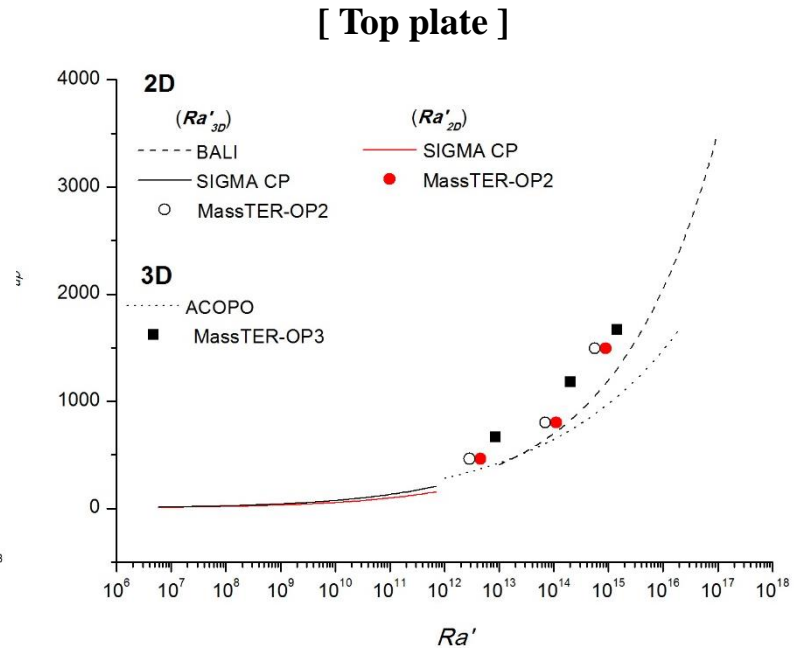 [ Top plate ]
4000
3000
2000
1000
0
2D
(Ra'3D)
BALI
SIGMA CP
MassTER-OP2
(Ra'2D)
SIGMA CP
MassTER-OP2
3D
ACOPO
MassTER-OP3
10^6 10^7 10^8 10^9 10^10 10^11 10^12 10^13 10^14 10^15 10^16 10^17 10^18
Ra'